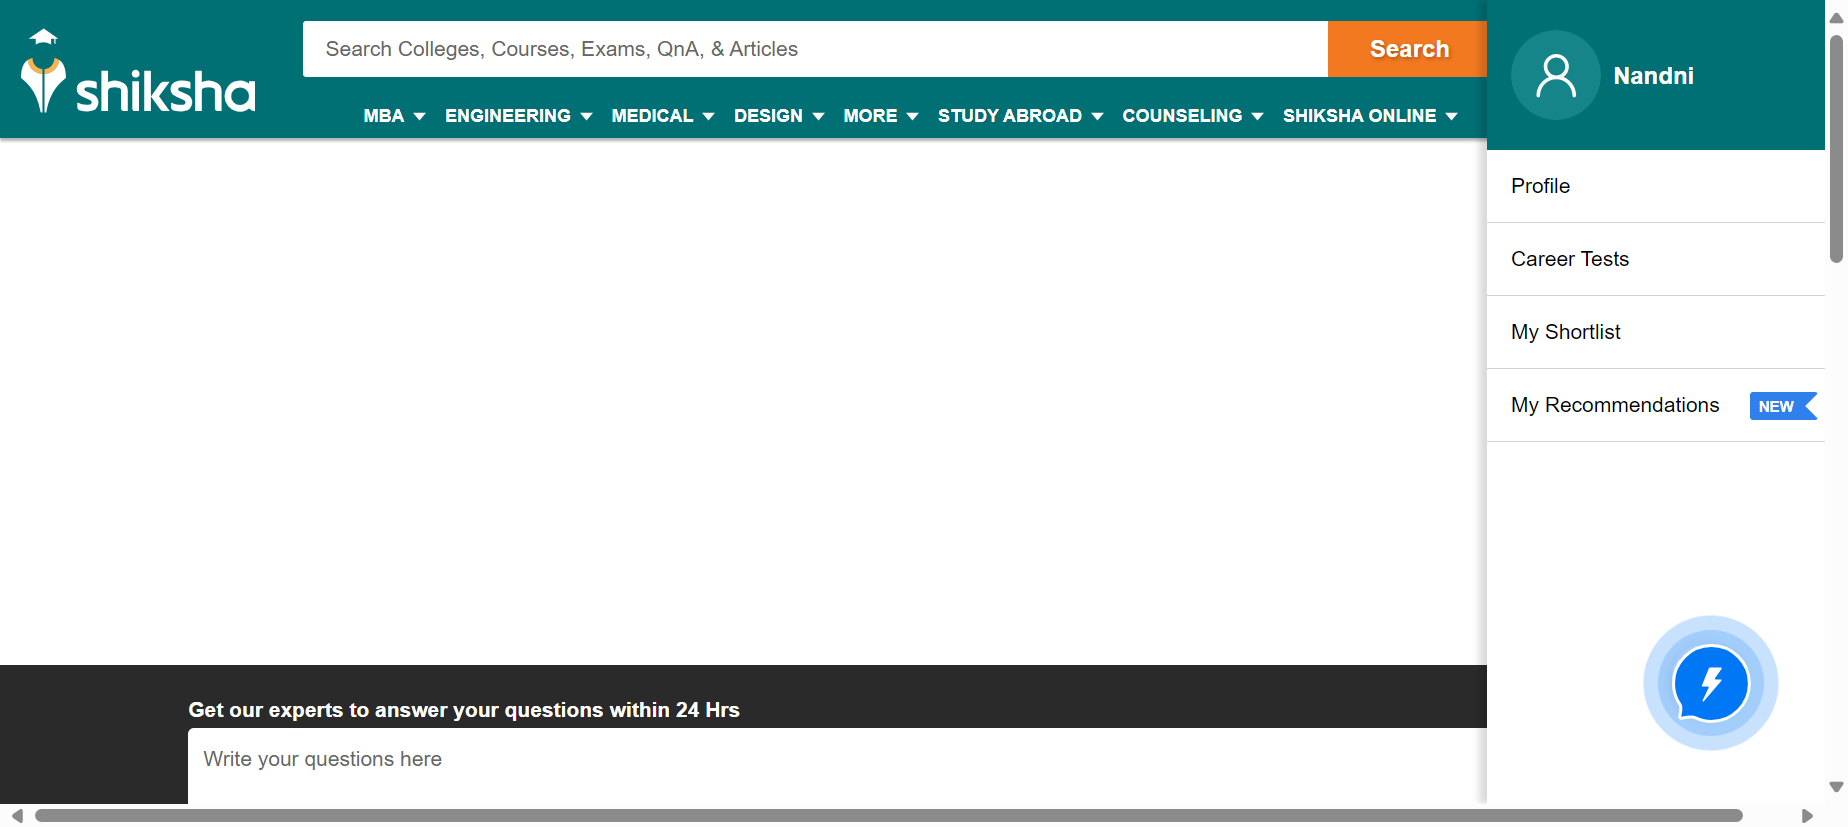 shiksha
Search Colleges, Courses, Exams, QnA, & Articles
Search
MBA
ENGINEERING
MEDICAL
DESIGN
MORE
STUDY ABROAD
COUNSELING
SHIKSHA ONLINE
Nandni
Profile
Career Tests
My Shortlist
My Recommendations NEW
Get our experts to answer your questions within 24 Hrs
Write your questions here